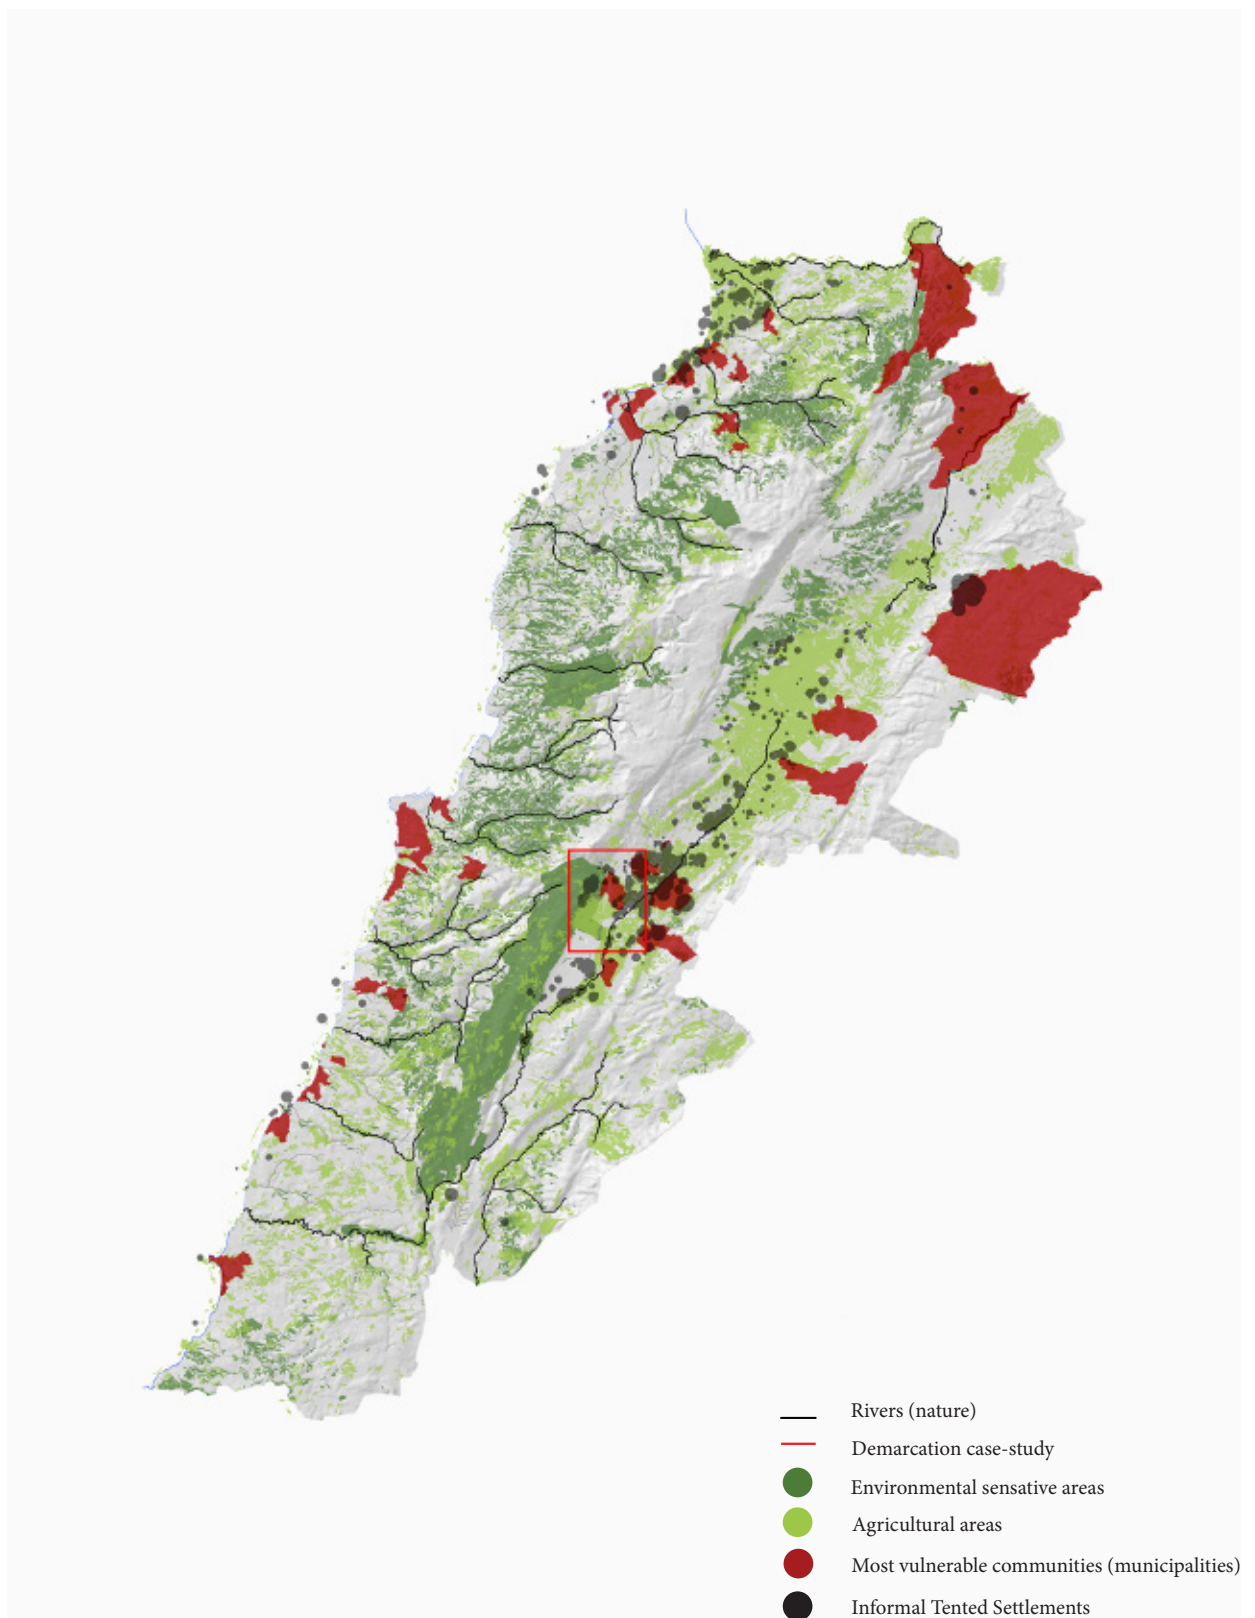 Rivers (nature)
Demarcation case-study
Environmental sensative areas
Agricultural areas
Most vulnerable communities (municipalities)
Informal Tented Settlements